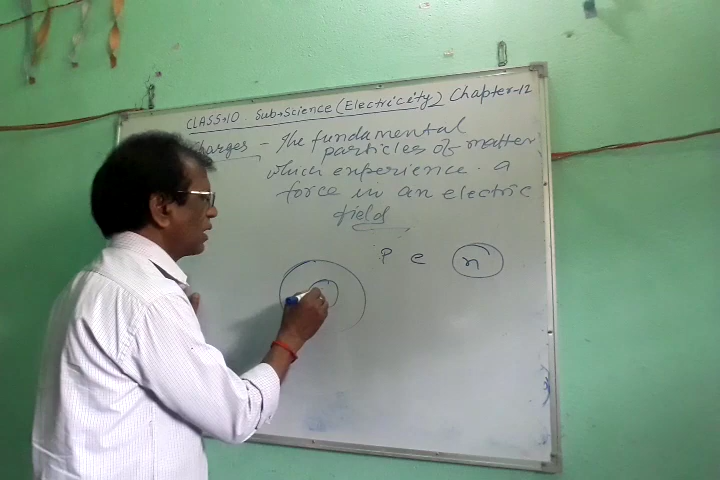 CLASS→10. Sub→Science (Electricity) Chapter-12
Charges - The fundamental
particles of matter
which experience. a
force in an electric
field
P e n